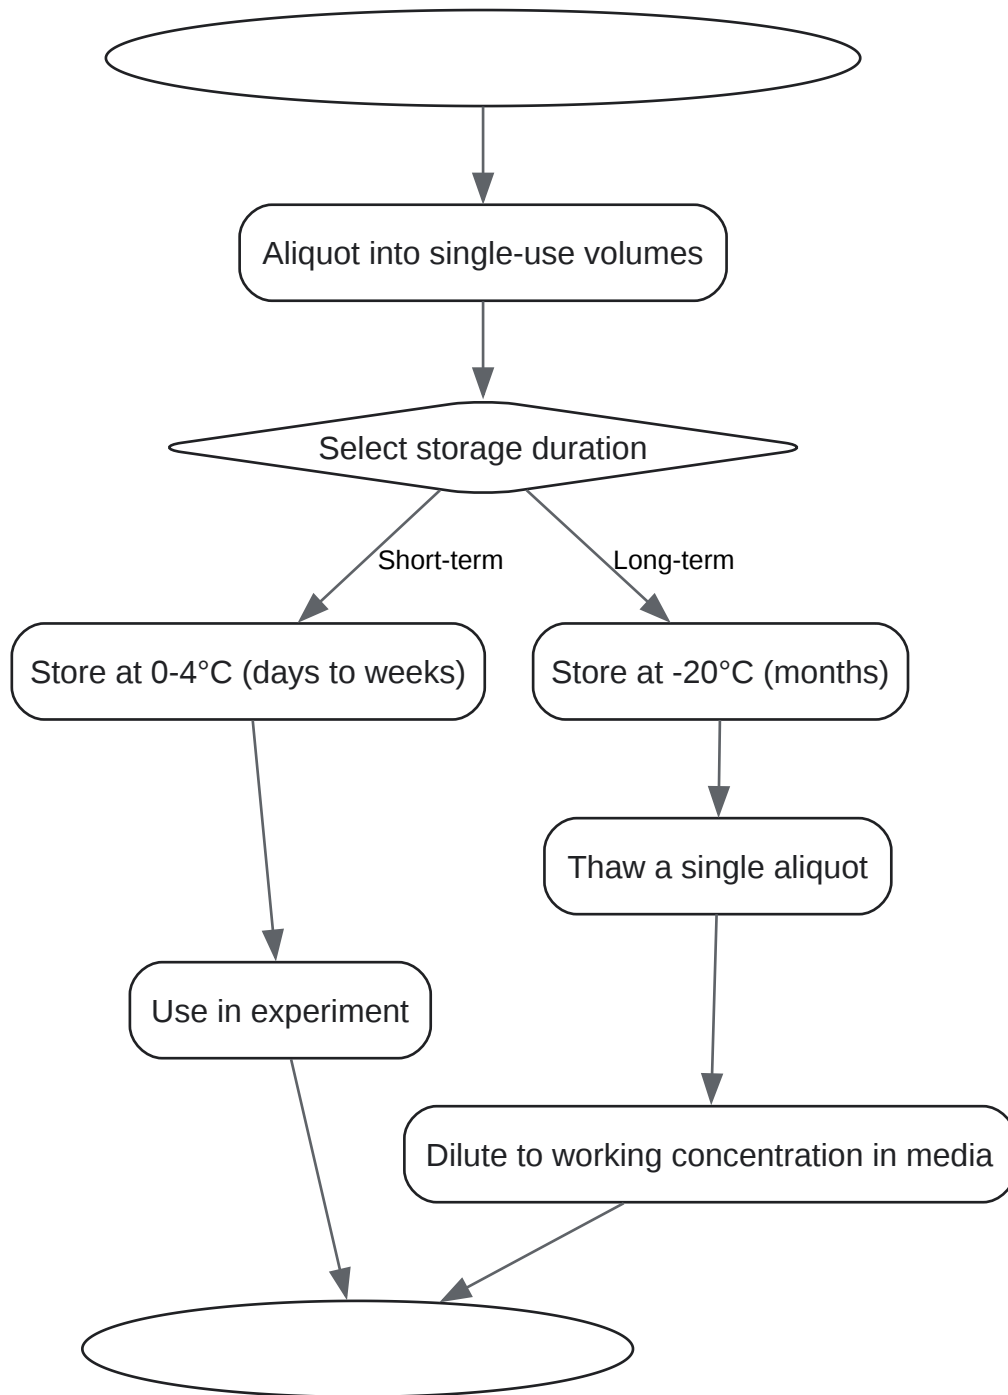 Aliquot into single-use volumes
Select storage duration
Short-term
Long-term
Store at 0-4°C (days to weeks)
Store at -20°C (months)
Thaw a single aliquot
Use in experiment
Dilute to working concentration in media